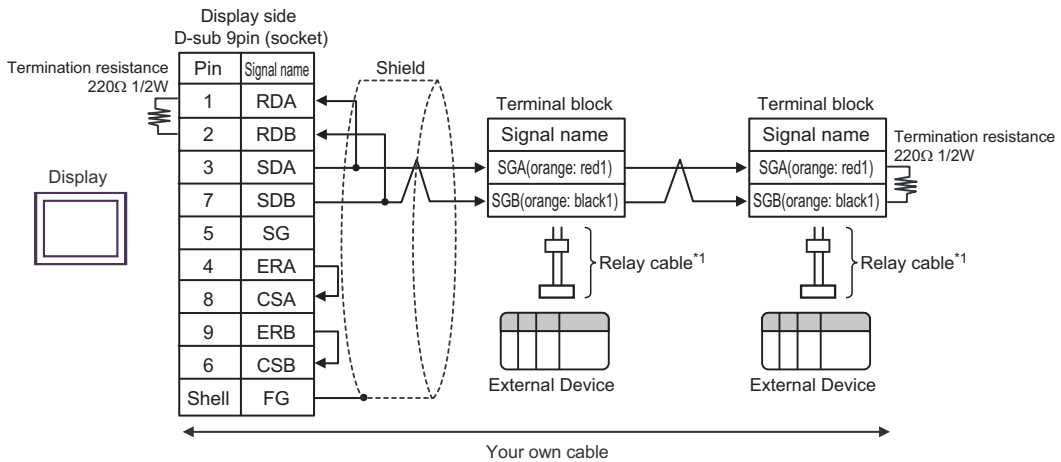 Display side
D-sub 9pin (socket)
Termination resistance
220Ω 1/2W
Pin Signal name
1 RDA
2 RDB
3 SDA
7 SDB
5 SG
4 ERA
8 CSA
9 ERB
6 CSB
Shell FG
Display
Shield
Terminal block
Signal name
SGA(orange: red1)
SGB(orange: black1)
Relay cable*1
External Device
Terminal block
Signal name
SGA(orange: red1)
SGB(orange: black1)
Termination resistance
220Ω 1/2W
Relay cable*1
External Device
Your own cable